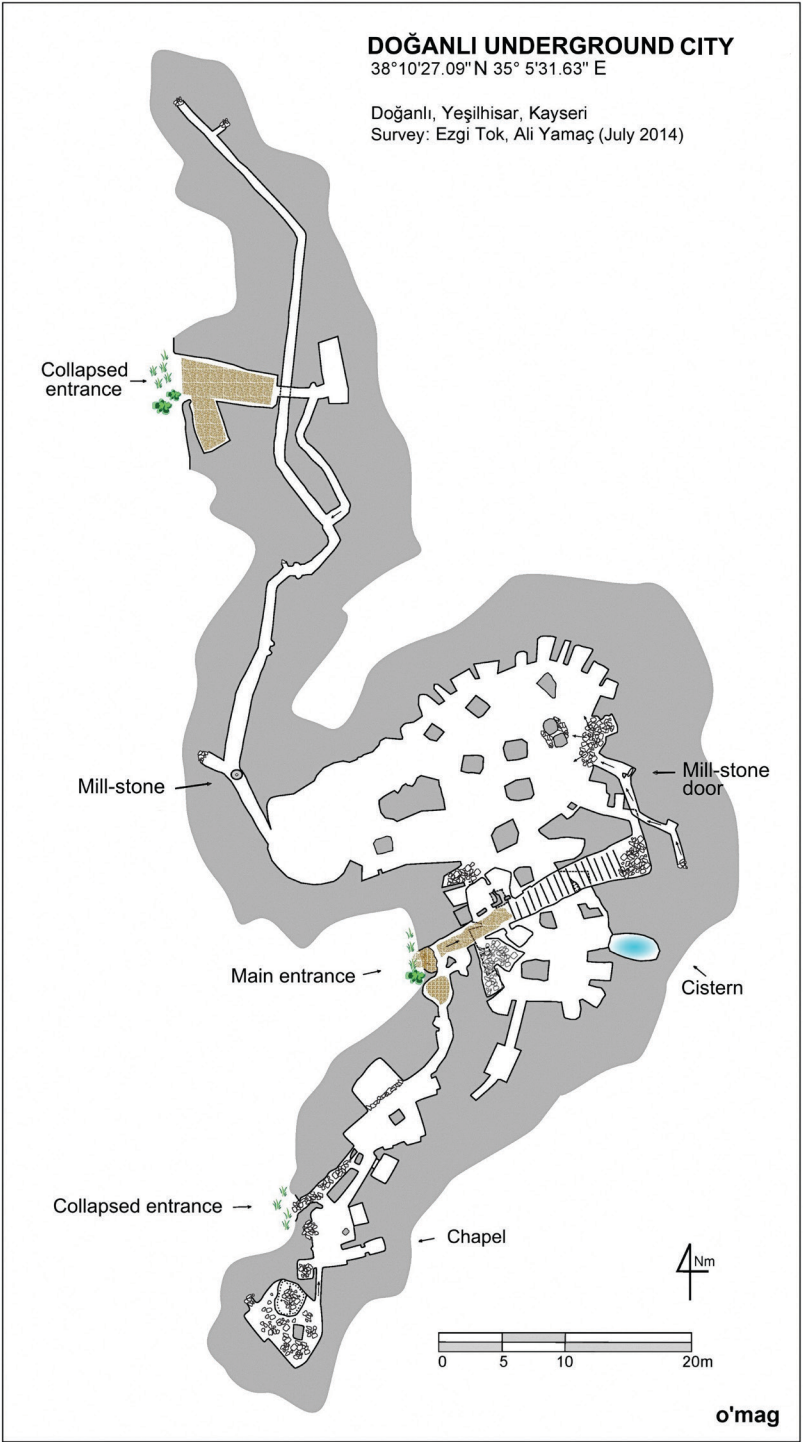 DOĞANLI UNDERGROUND CITY
38°10'27.09" N 35° 5'31.63" E
Doğanlı, Yeşilhisar, Kayseri
Survey: Ezgi Tok, Ali Yamaç (July 2014)
Collapsed
entrance
Mill-stone
Mill-stone
door
Main entrance
Cistern
Collapsed entrance
Chapel
Nm
0 5 10 20m
o'mag